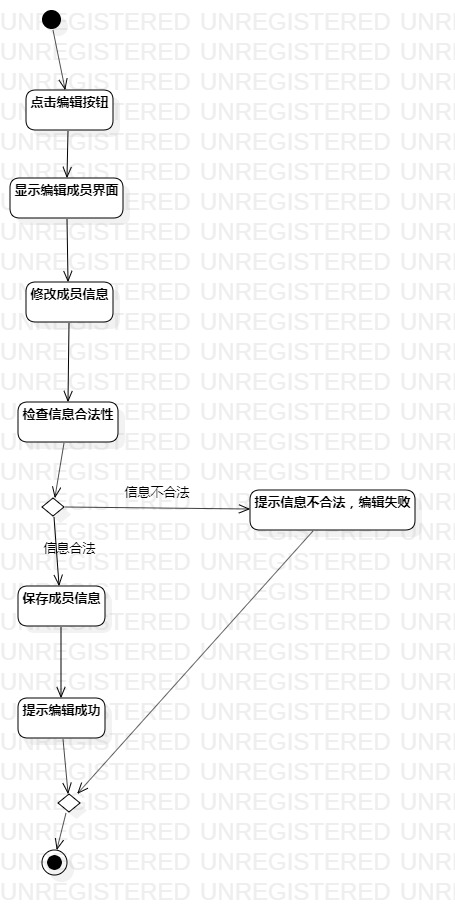 点击编辑按钮
显示编辑成员界面
修改成员信息
检查信息合法性
信息不合法
提示信息不合法，编辑失败
信息合法
保存成员信息
提示编辑成功
UNREGISTERED